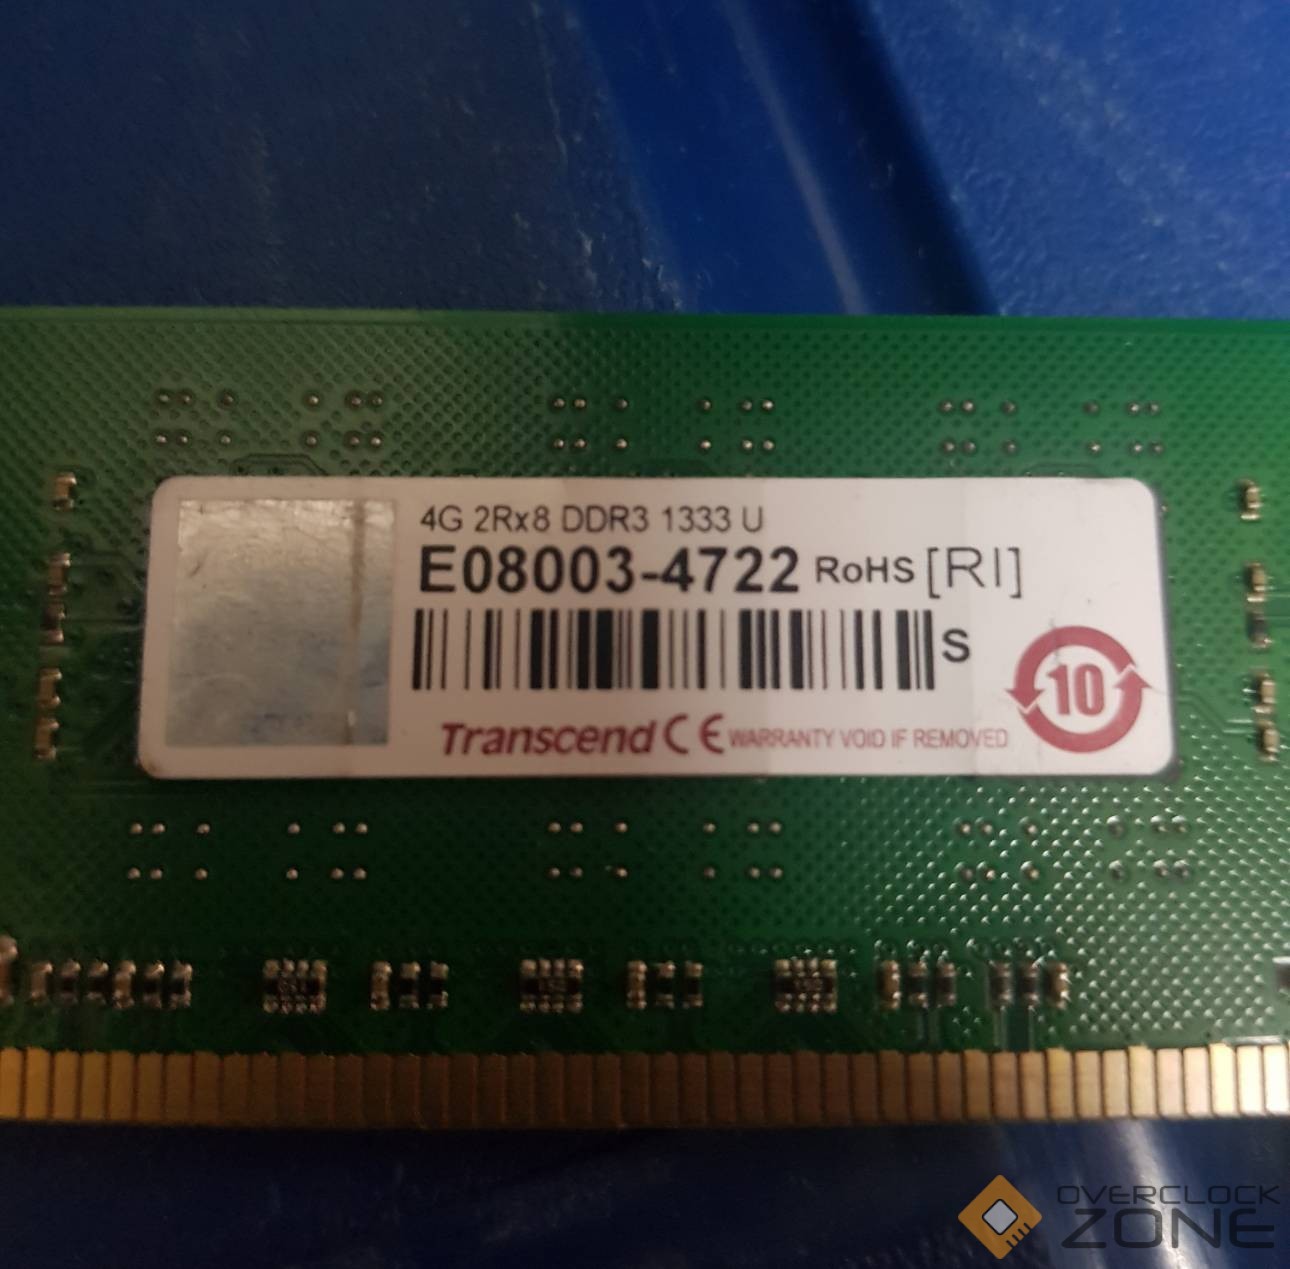 4G 2Rx8 DDR3 1333 U
E08003-4722 RoHS [RI]
S
10
Transcend CE WARRANTY VOID IF REMOVED
OVERCLOCK
ZONE